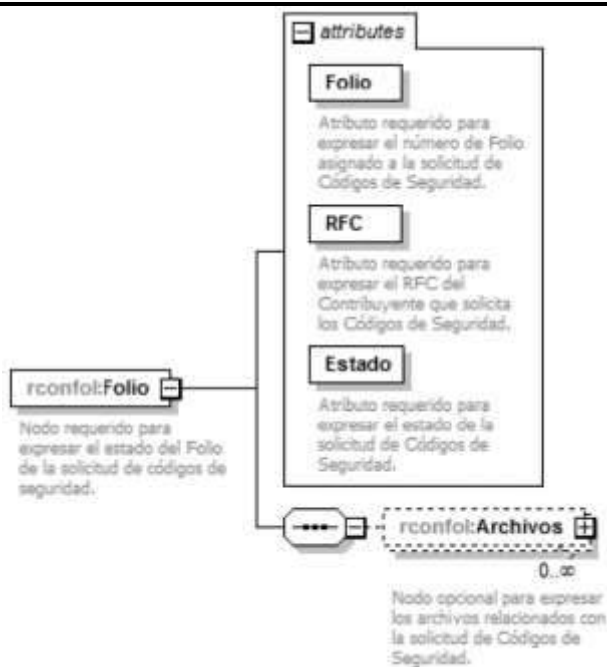 attributes
Folio
Atributo requerido para
expresar el número de Folio
asignado a la solicitud de
Códigos de Seguridad.
RFC
Atributo requerido para
expresar el RFC del
Contribuyente que solicita
los Códigos de Seguridad.
Estado
Atributo requerido para
expresar el estado de la
solicitud de Códigos de
Seguridad.
rconfol:Folio
Nodo requerido para
expresar el estado del Folio
de la solicitud de códigos de
seguridad.
rconfol:Archivos
0..∞
Nodo opcional para expresar
los archivos relacionados con
la solicitud de Códigos de
Seguridad.